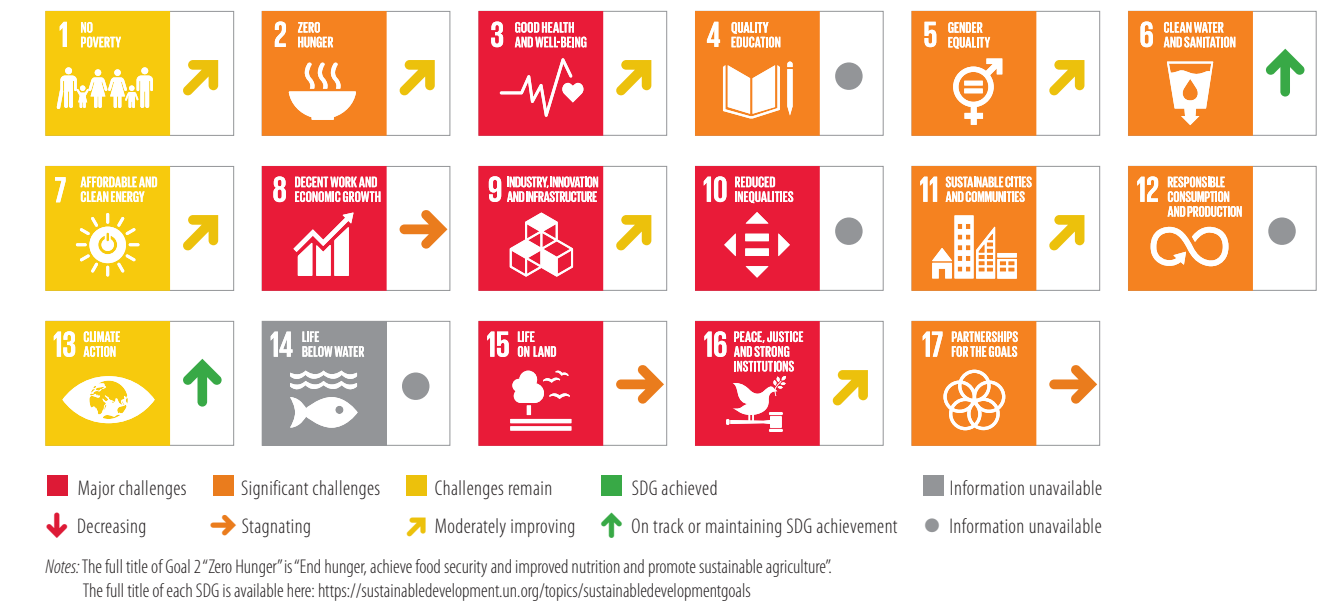 1 NO
POVERTY
2 ZERO
HUNGER
3 GOOD HEALTH
AND WELL-BEING
4 QUALITY
EDUCATION
5 GENDER
EQUALITY
6 CLEAN WATER
AND SANITATION
7 AFFORDABLE AND
CLEAN ENERGY
8 DECENT WORK AND
ECONOMIC GROWTH
9 INDUSTRY, INNOVATION
AND INFRASTRUCTURE
10 REDUCED
INEQUALITIES
11 SUSTAINABLE CITIES
AND COMMUNITIES
12 RESPONSIBLE
CONSUMPTION
AND PRODUCTION
13 CLIMATE
ACTION
14 LIFE
BELOW WATER
15 LIFE
ON LAND
16 PEACE, JUSTICE
AND STRONG
INSTITUTIONS
17 PARTNERSHIPS
FOR THE GOALS
Major challenges Significant challenges Challenges remain SDG achieved Information unavailable
Decreasing Stagnating Moderately improving On track or maintaining SDG achievement Information unavailable
Notes: The full title of Goal 2 “Zero Hunger” is “End hunger, achieve food security and improved nutrition and promote sustainable agriculture”.
The full title of each SDG is available here: https://sustainabledevelopment.un.org/topics/sustainabledevelopmentgoals